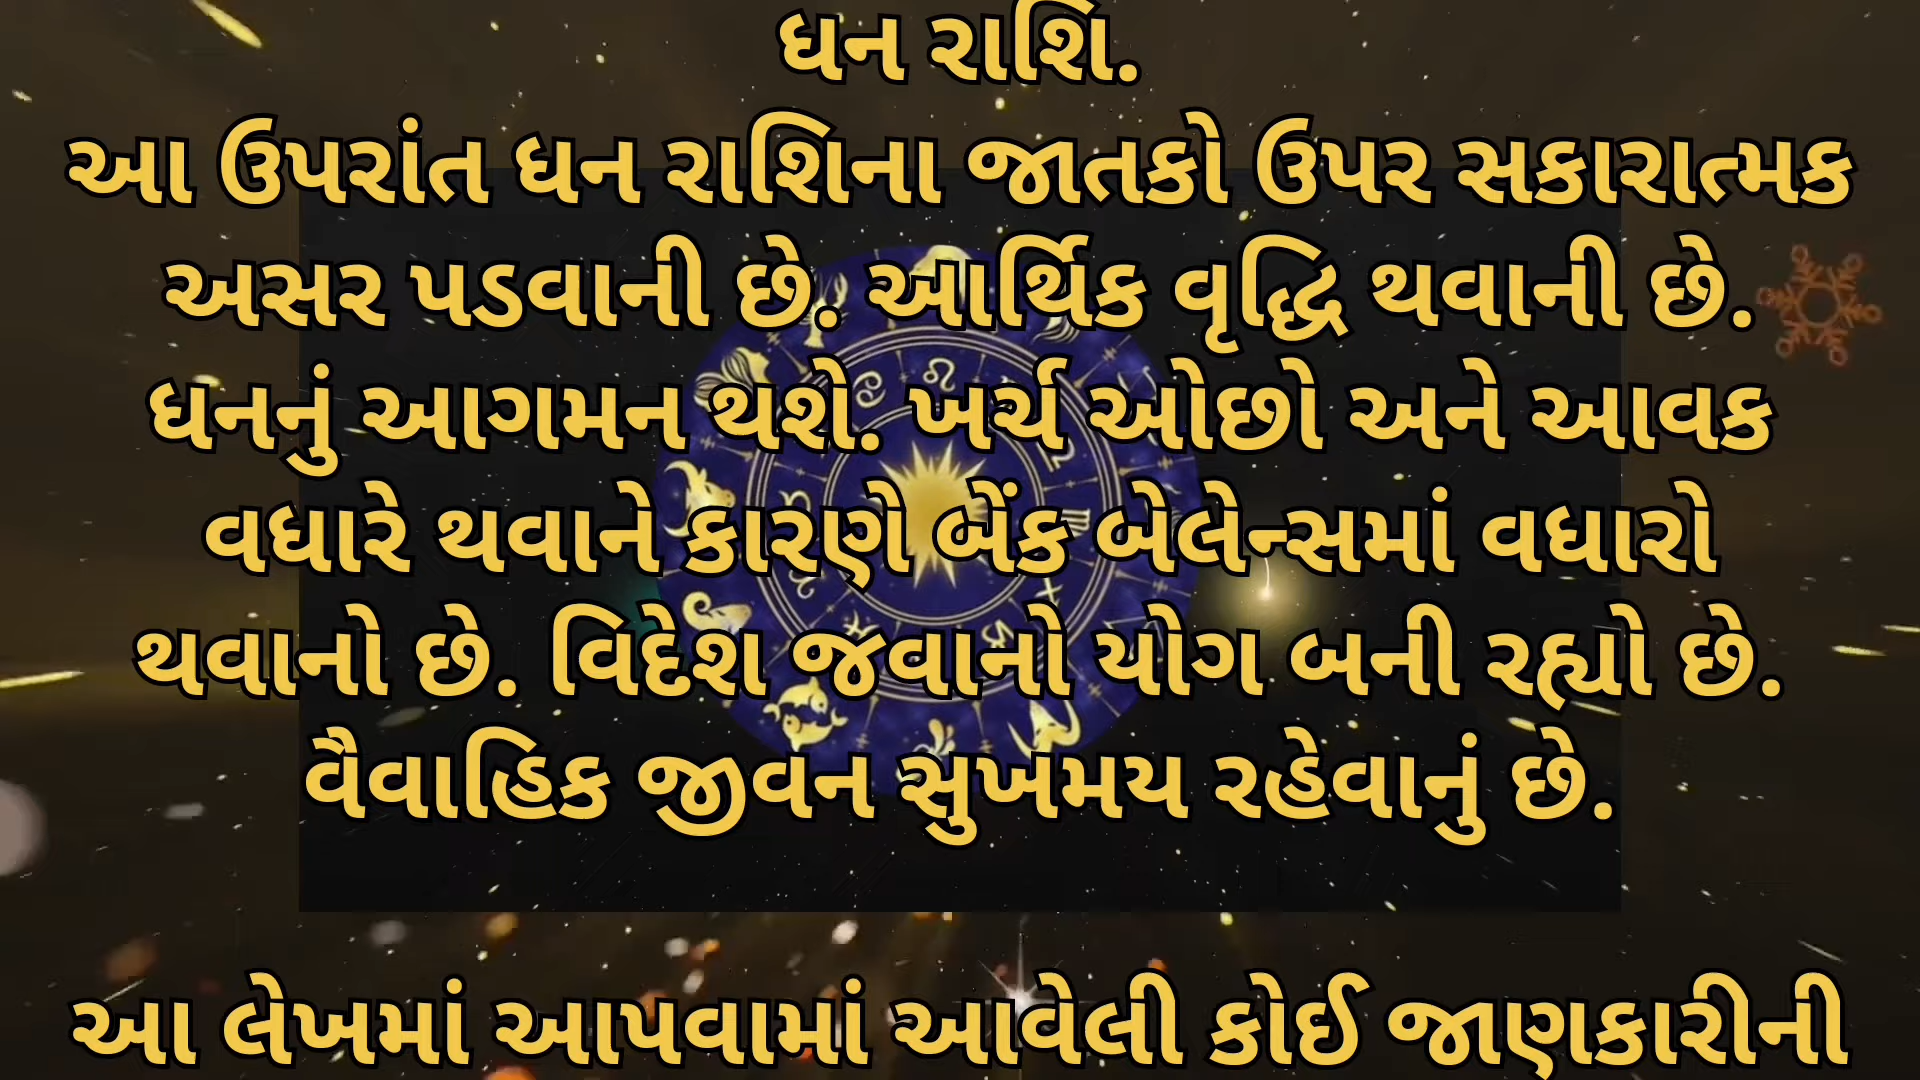 ધન રાશિ.
આ ઉપરાંત ધન રાશિના જાતકો ઉપર સકારાત્મક
અસર પડવાની છે. આર્થિક વૃદ્ધિ થવાની છે.
ધનનું આગમન થશે. ખર્ચ ઓછો અને આવક
વધારે થવાને કારણે બેંક બેલેન્સમાં વધારો
થવાનો છે. વિદેશ જવાનો યોગ બની રહ્યો છે.
વૈવાહિક જીવન સુખમય રહેવાનું છે.
આ લેખમાં આપવામાં આવેલી કોઈ જાણકારીની